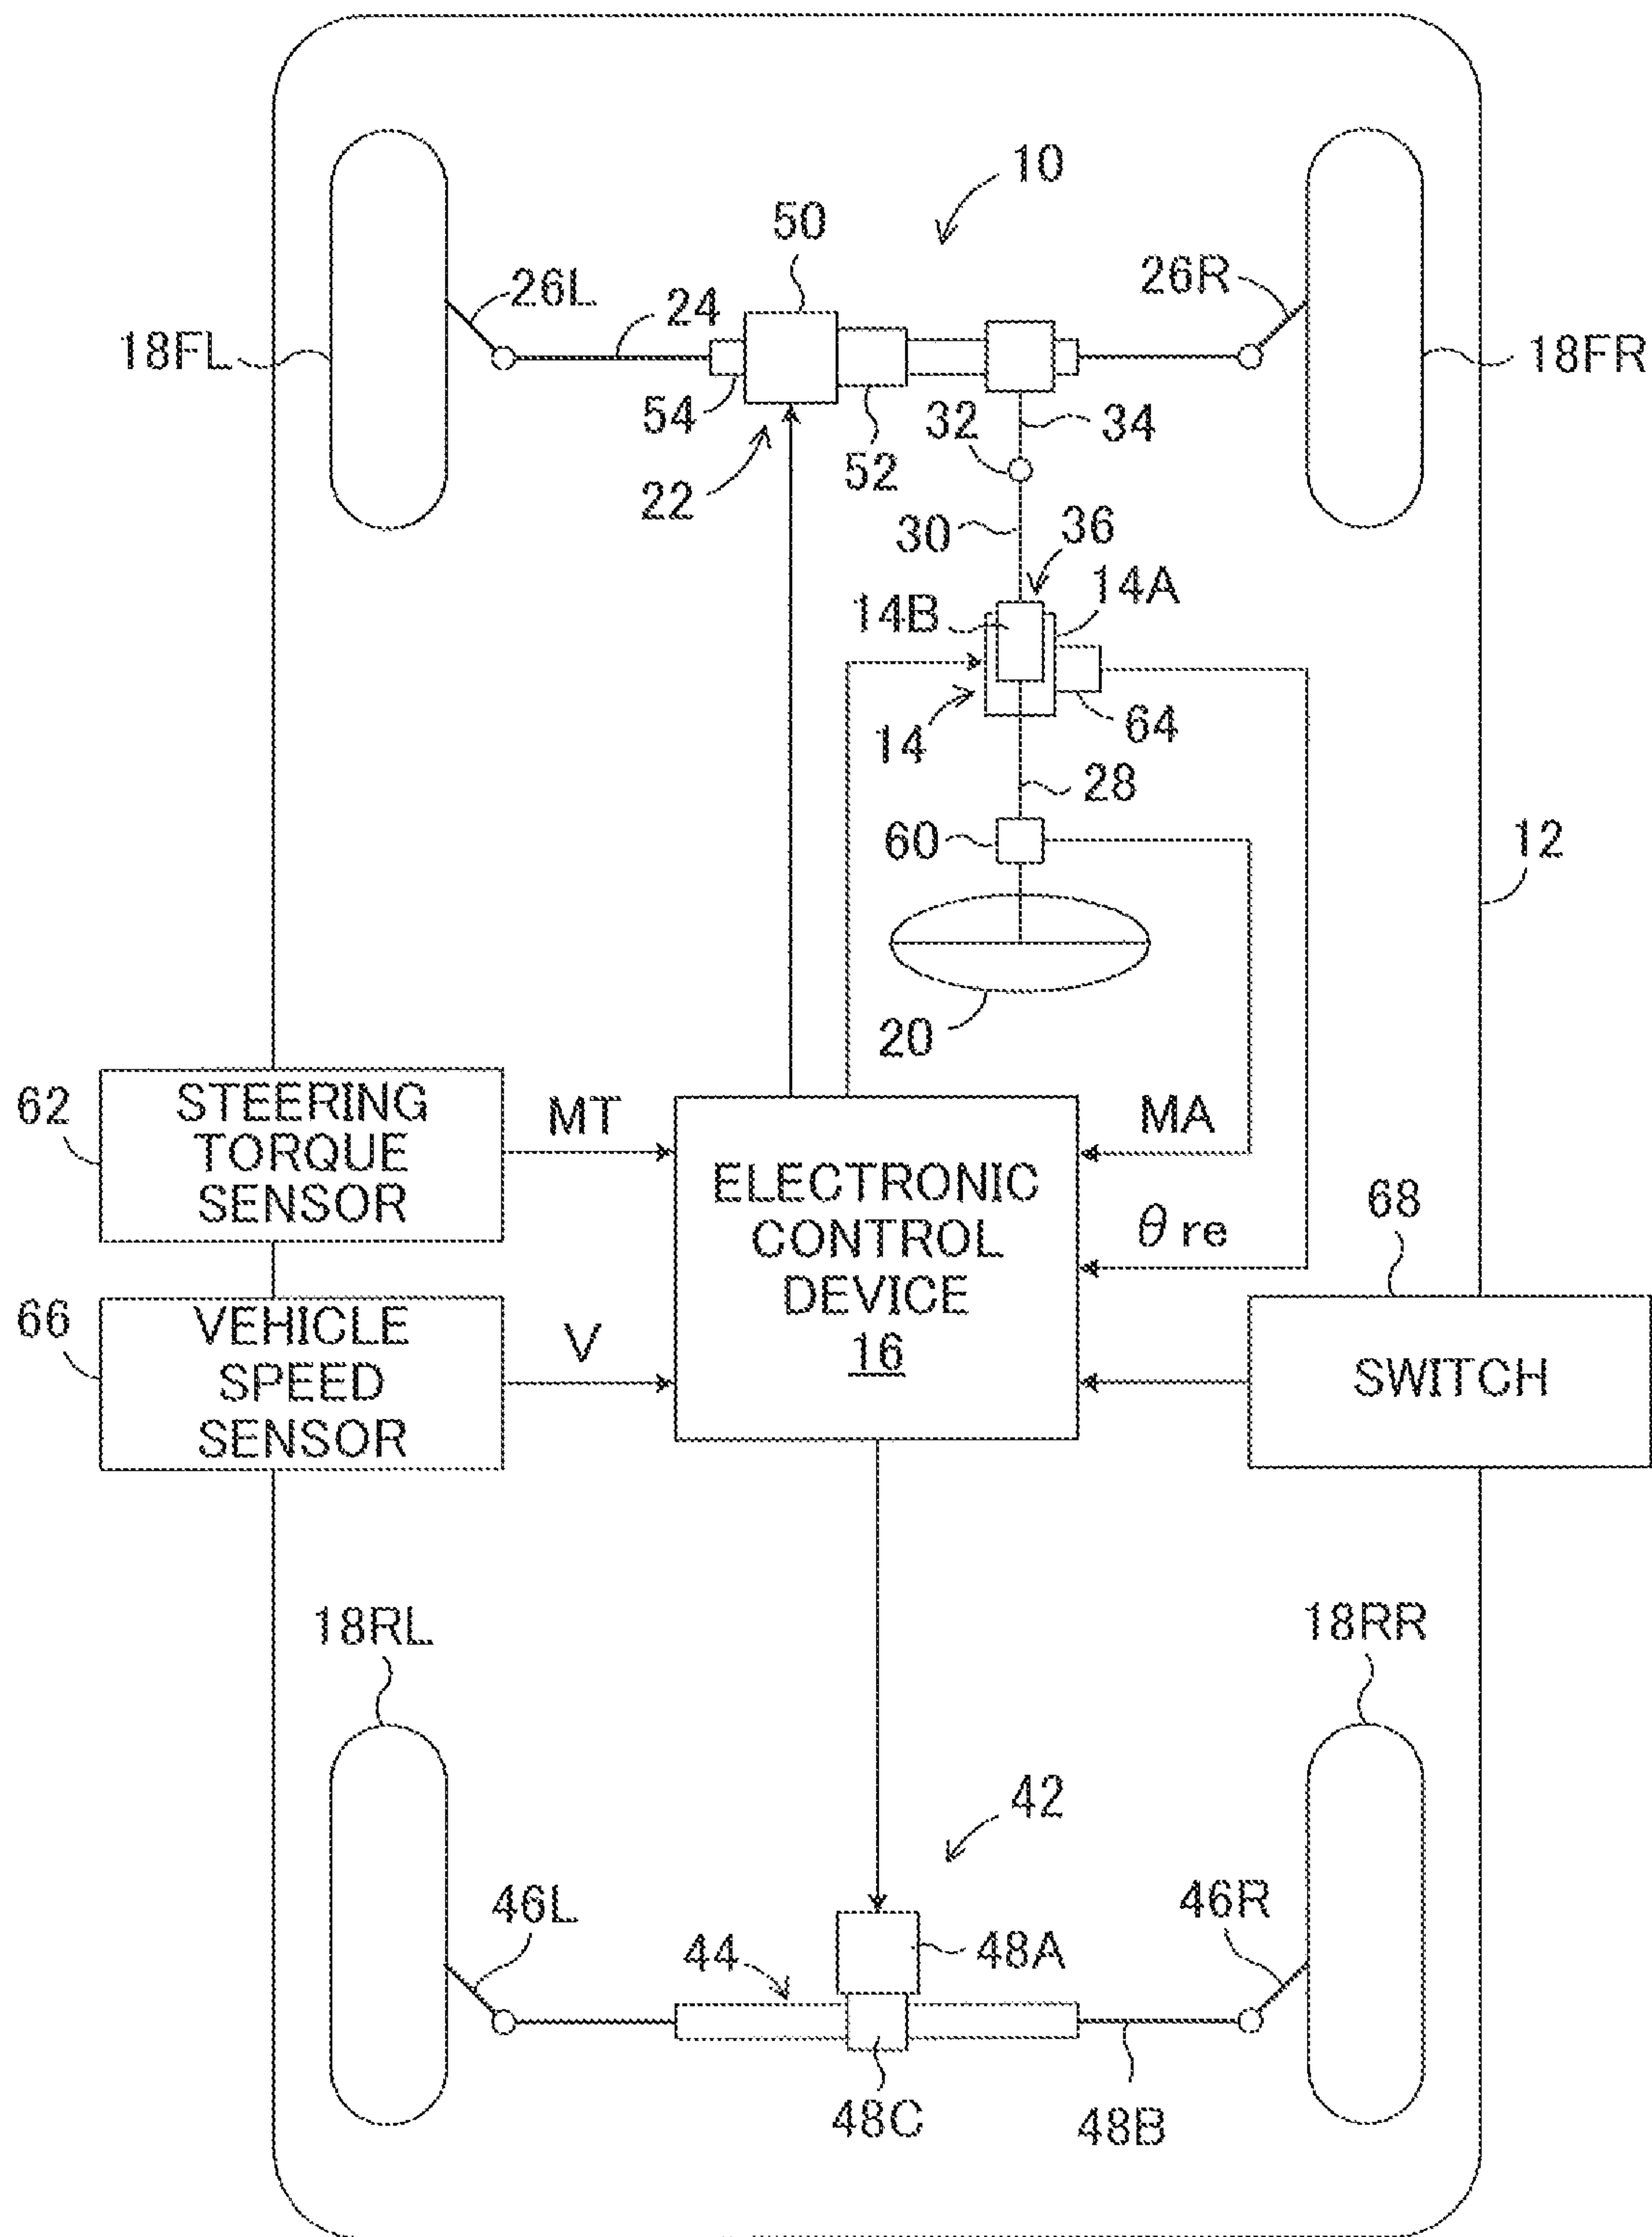 10
50
26L
24
26R
18FL
18FR
54
32
34
22
52
30
36
14B
14A
14
64
28
60
12
20
62
STEERING
TORQUE
SENSOR
MT
MA
ELECTRONIC
CONTROL
DEVICE
16
θre
68
66
VEHICLE
SPEED
SENSOR
V
SWITCH
18RL
18RR
42
46L
46R
44
48A
48C
48B